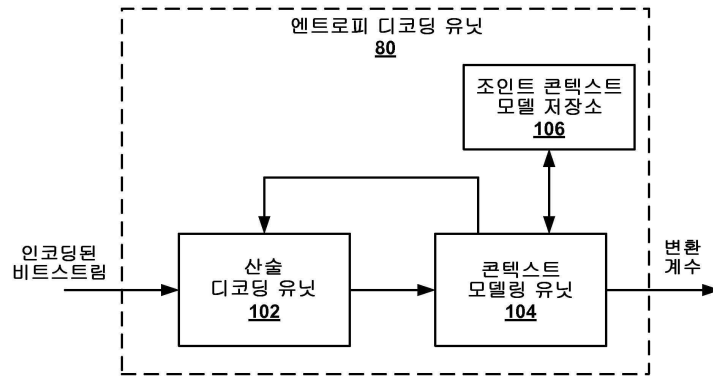 엔트로피 디코딩 유닛
80
조인트 콘텍스트
모델 저장소
106
인코딩된
비트스트림
산술
디코딩 유닛
102
콘텍스트
모델링 유닛
104
변환
계수